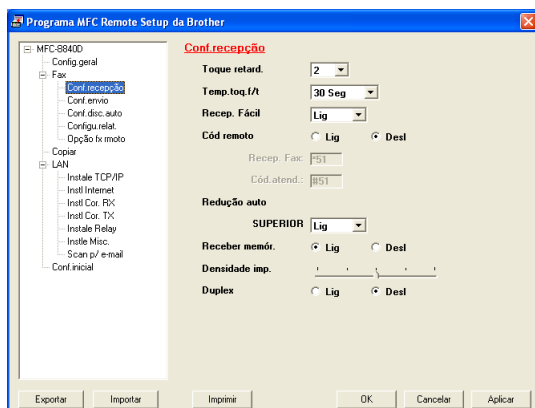 Programa MFC Remote Setup da Brother
MFC-8840D
Config.geral
Fax
Conf.recepção
Conf.envio
Conf.disc.auto
Configu.relat.
Opção fx rmoto
Copiar
LAN
Instale TCP/IP
Instl Internet
Instl Cor. RX
Instl Cor. TX
Instale Relay
Instle Misc.
Scan p/ e-mail
Conf.inicial
Conf.recepção
Toque retard. 2
Temp.toq.f/t 30 Seg
Recep. Fácil Lig
Cód remoto Lig Desl
Recep. Fax: *51
Cód.atend.: #51
Redução auto
SUPERIOR Lig
Receber memór. Lig Desl
Densidade imp.
Duplex Lig Desl
Exportar Importar Imprimir OK Cancelar Aplicar